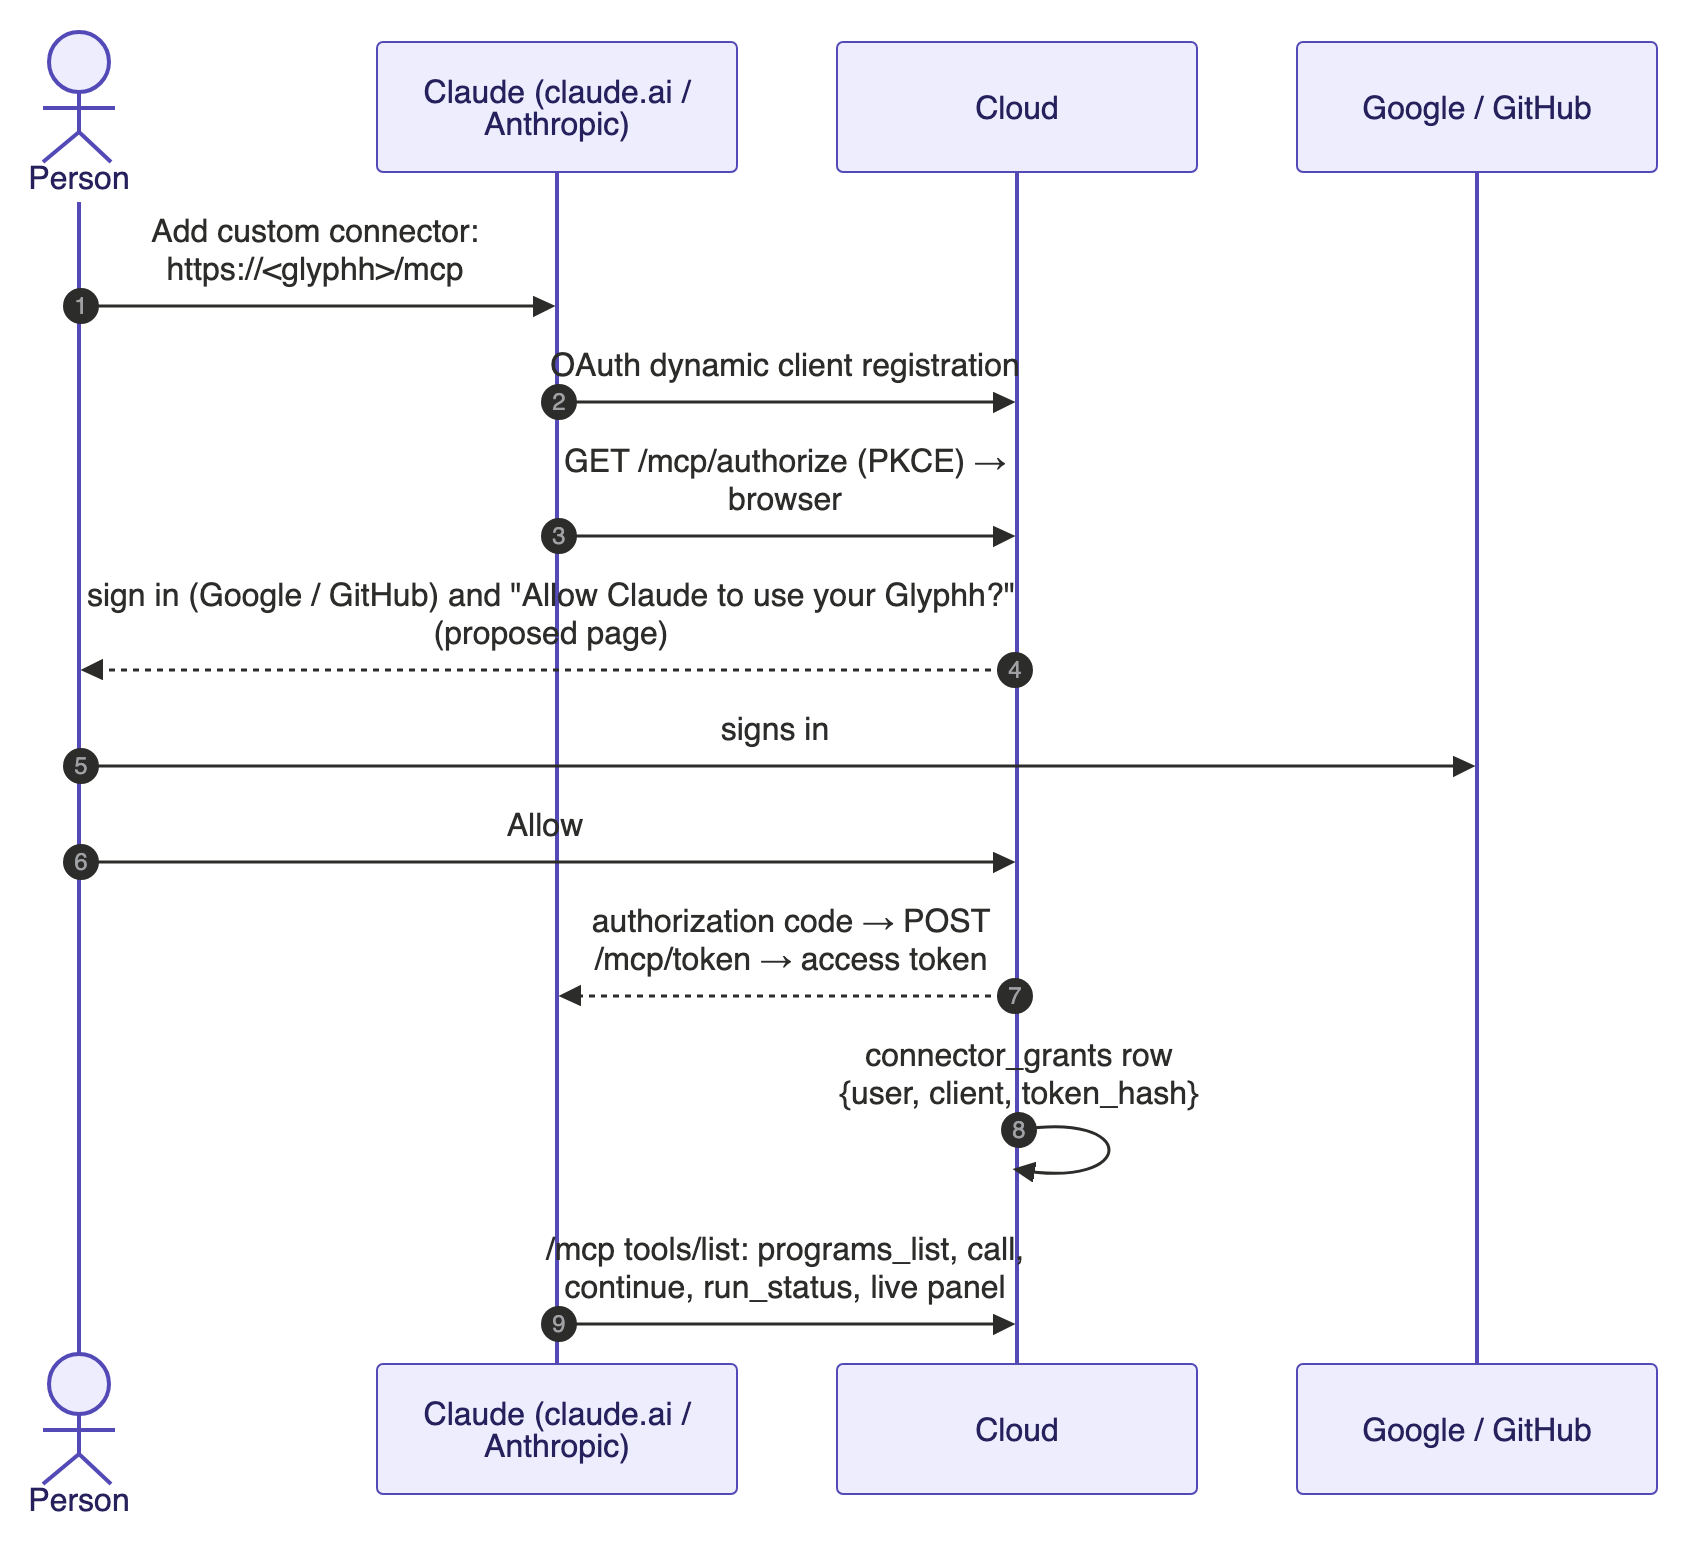 Person
Claude (claude.ai /
Anthropic)
Cloud
Google / GitHub
Add custom connector:
https://<glyphh>/mcp
1
OAuth dynamic client registration
2
GET /mcp/authorize (PKCE) →
browser
3
sign in (Google / GitHub) and "Allow Claude to use your Glyphh?"
(proposed page)
4
signs in
5
Allow
6
authorization code → POST
/mcp/token → access token
7
connector_grants row
{user, client, token_hash}
8
/mcp tools/list: programs_list, call,
continue, run_status, live panel
9
Person
Claude (claude.ai /
Anthropic)
Cloud
Google / GitHub